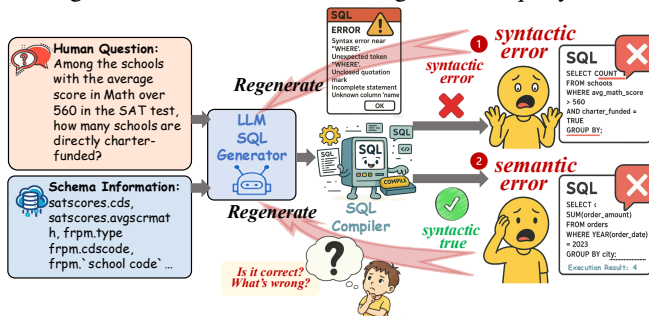 Human Question:
Among the schools
with the average
score in Math over
560 in the SAT test,
how many schools are
directly charter-
funded?
Schema Information:
satscores.cds,
satscores.avgscrmat
h, frpm.type
frpm.cdscode,
frpm.`school code`…
Regenerate
LLM
SQL
Generator
Regenerate
SQL
ERROR
Syntax error near
"WHERE'.
Unexpected token
'WHERE'.
Unclosed quotation
mark
Incomplete statement
Unknown column name
OK
SQL
SQL
SQL
COMPILE
SQL
Compiler
syntactic
error
syntactic
true
1
syntactic
error
SQL
SELECT COUNT
FROM schools
WHERE avg_math_score
> 560
AND charter_funded =
TRUE
GROUP BY;
2
semantic
error
SQL
SELECT c
SUM(order_amount)
FROM orders
WHERE YEAR(order_date)
= 2023
GROUP BY city;
Execution Result: 4
Is it correct?
What's wrong?
?